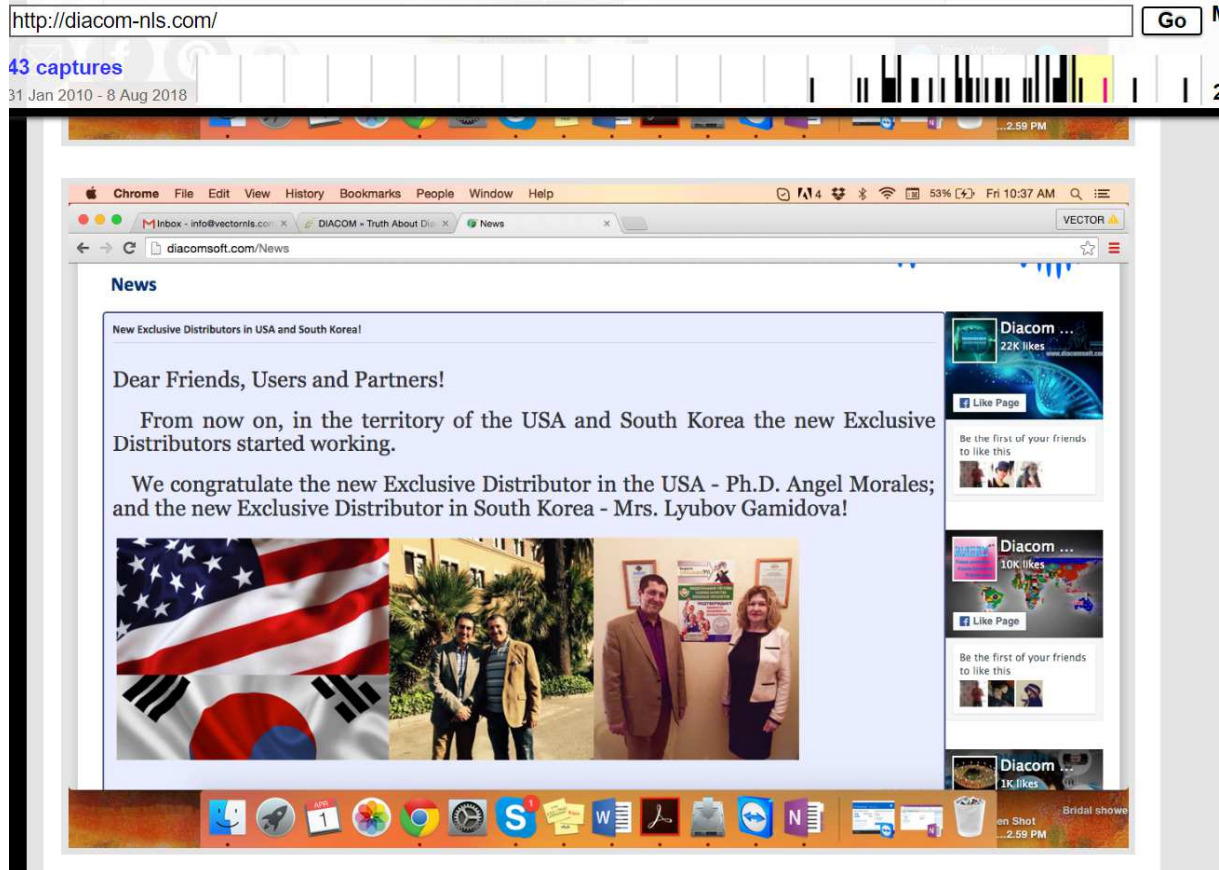 http://diacom-nls.com/
Go
43 captures
31 Jan 2010 - 8 Aug 2018
...2.59 PM
Chrome File Edit View History Bookmarks People Window Help
4 53% Fri 10:37 AM
Inbox - info@vectornls.com
DIACOM » Truth About Dia
News
VECTOR
diacomsoft.com/News
News
New Exclusive Distributors in USA and South Korea!
Dear Friends, Users and Partners!
From now on, in the territory of the USA and South Korea the new Exclusive
Distributors started working.
We congratulate the new Exclusive Distributor in the USA - Ph.D. Angel Morales;
and the new Exclusive Distributor in South Korea - Mrs. Lyubov Gamidova!
Diacom ...
22K likes
Like Page
Be the first of your friends
to like this
Diacom ...
10K likes
Like Page
Be the first of your friends
to like this
Diacom ...
1K likes
APR
1
1
Bridal showe
en Shot
...2.59 PM